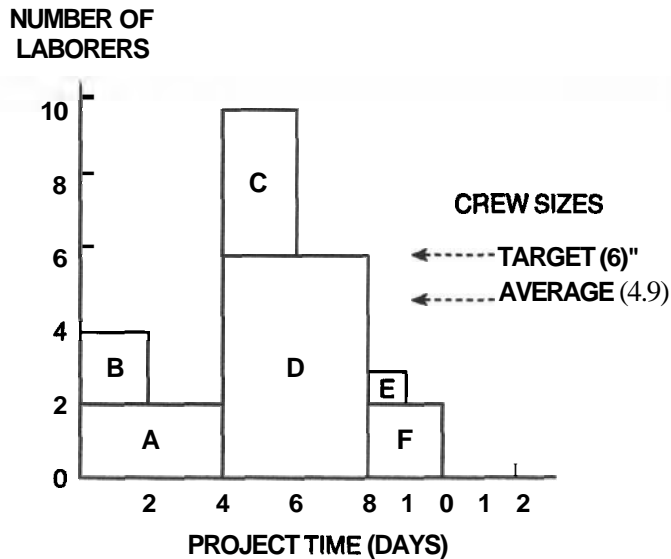 NUMBER OF
LABORERS
10
8
6
4
2
0
C
B
D
A
E
F
CREW SIZES
TARGET (6)"
AVERAGE (4.9)
2 4 6 8 1 0 1 2
PROJECT TIME (DAYS)